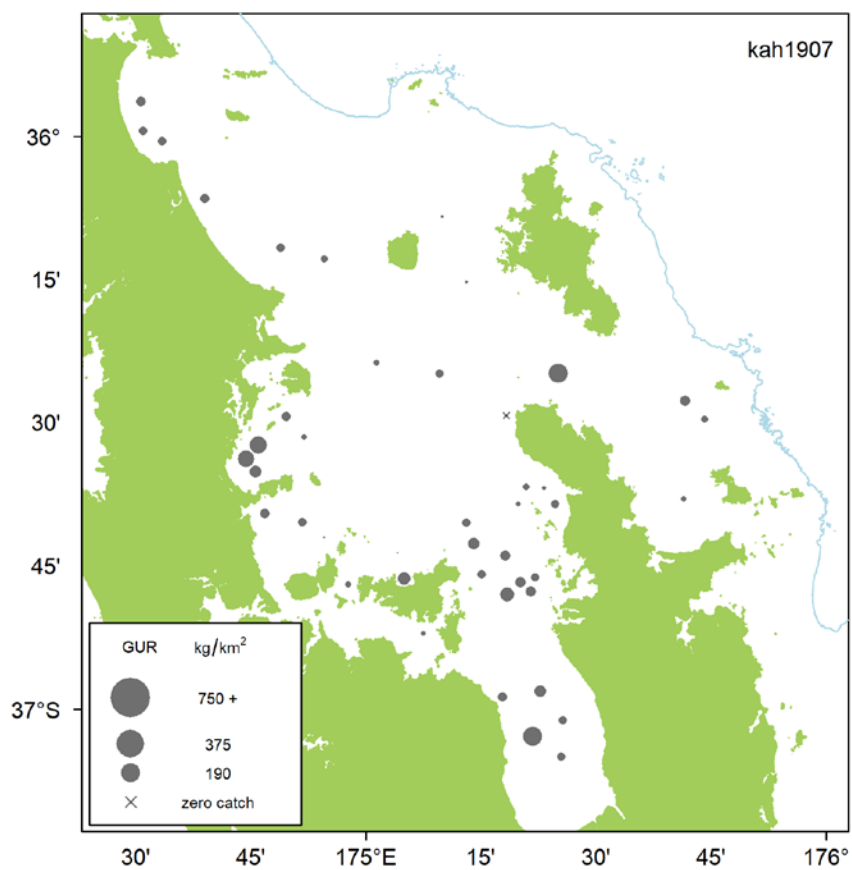 kah1907
36°
15'
30'
45'
37°S
GUR kg/km²
750 +
375
190
zero catch
30' 45' 175°E 15' 30' 45' 176°